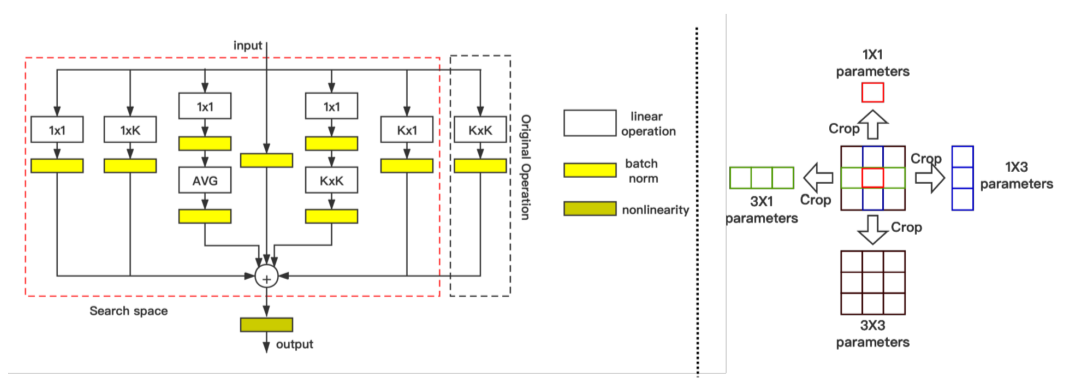 input
1x1
1xK
1x1
AVG
1x1
KxK
Kx1
KxK
Original Operation
Search space
+
output
linear
operation
batch
norm
nonlinearity
1X1
parameters
Crop
Crop
1X3
parameters
Crop
3X1
parameters
Crop
3X3
parameters